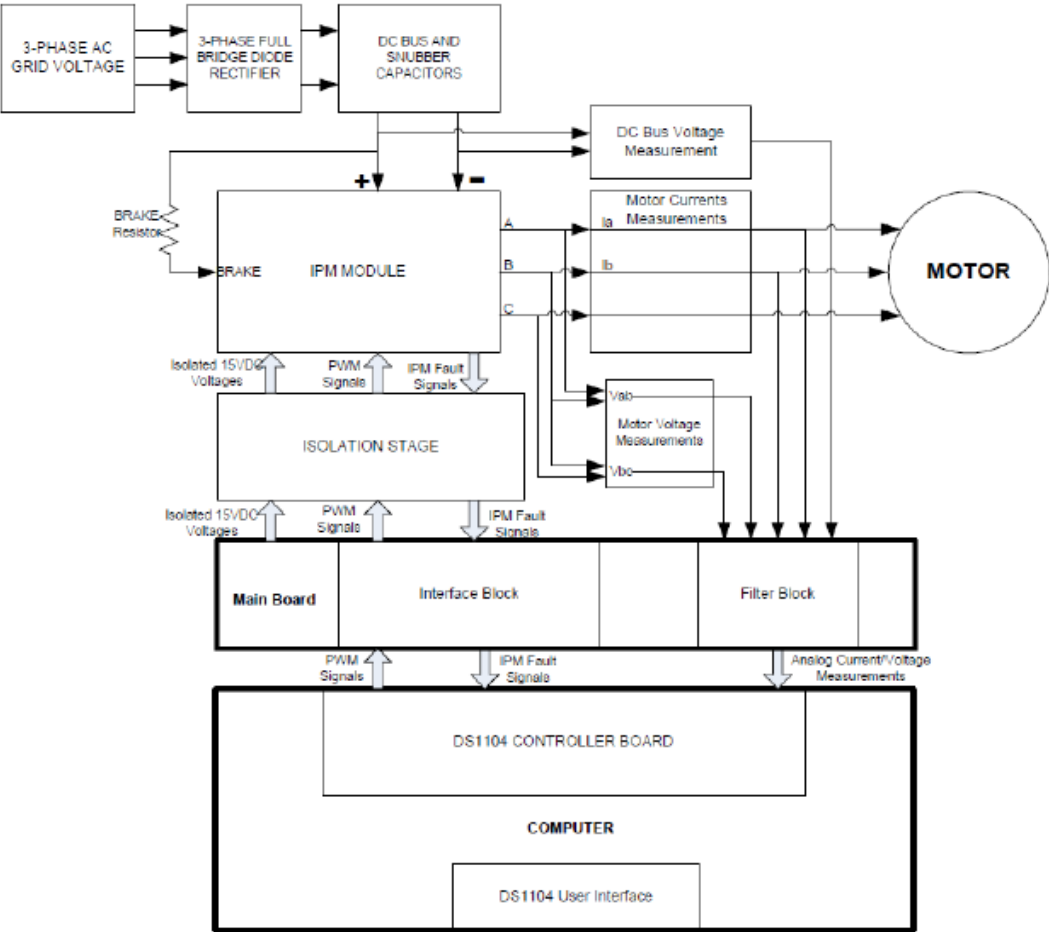 3-PHASE AC
GRID VOLTAGE
3-PHASE FULL
BRIDGE DIODE
RECTIFIER
DC BUS AND
SNUBBER
CAPACITORS
DC Bus Voltage
Measurement
+
-
BRAKE
Resistor
BRAKE
IPM MODULE
A
B
C
Motor Currents
Measurements
Ia
Ib
MOTOR
Isolated 15VDC
Voltages
PWM
Signals
IPM Fault
Signals
ISOLATION STAGE
Vab
Motor Voltage
Measurements
Vbc
Isolated 15VDC
Voltages
PWM
Signals
IPM Fault
Signals
Main Board
Interface Block
Filter Block
PWM
Signals
IPM Fault
Signals
Analog Current/Voltage
Measurements
DS1104 CONTROLLER BOARD
COMPUTER
DS1104 User Interface